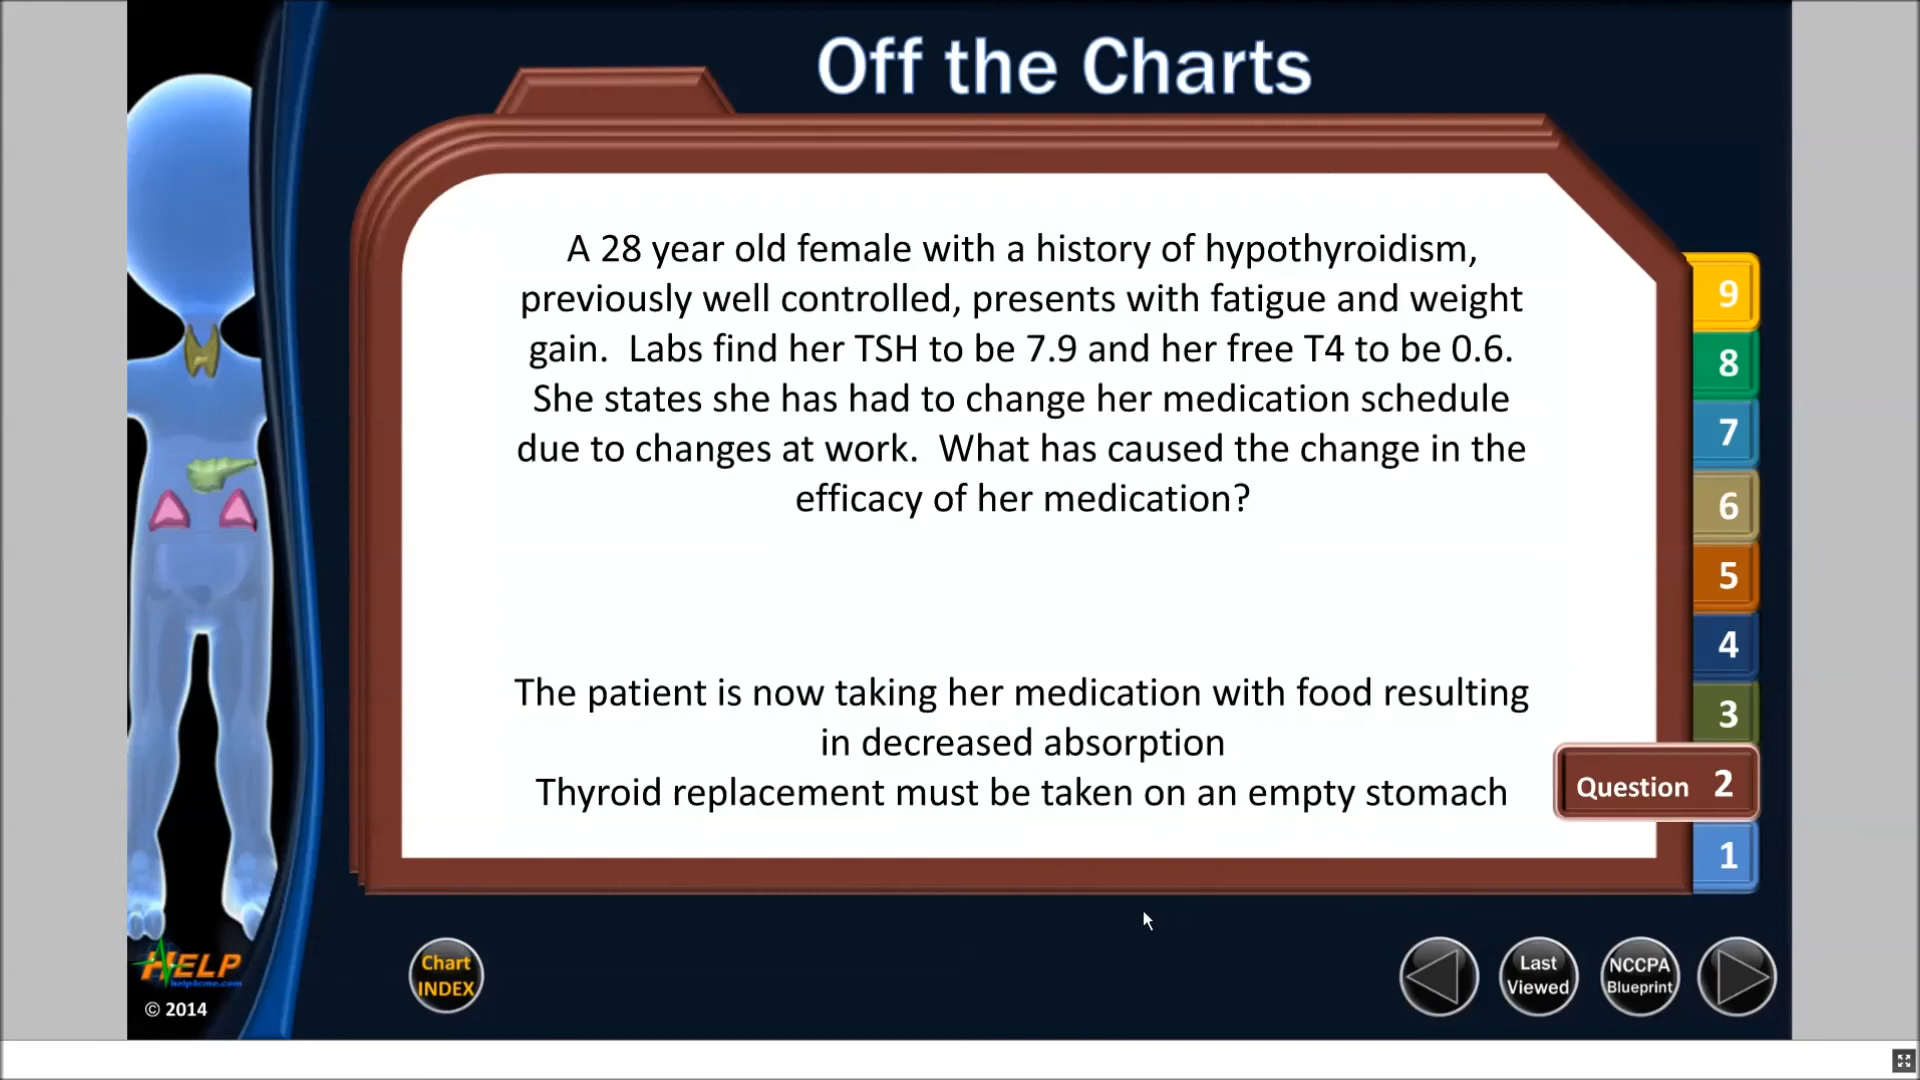 Off the Charts
A 28 year old female with a history of hypothyroidism,
previously well controlled, presents with fatigue and weight
gain.  Labs find her TSH to be 7.9 and her free T4 to be 0.6.
She states she has had to change her medication schedule
due to changes at work.  What has caused the change in the
efficacy of her medication?
The patient is now taking her medication with food resulting
in decreased absorption
Thyroid replacement must be taken on an empty stomach
9
8
7
6
5
4
3
Question 2
1
HELP
help4cme.com
© 2014
Chart
INDEX
Last
Viewed
NCCPA
Blueprint